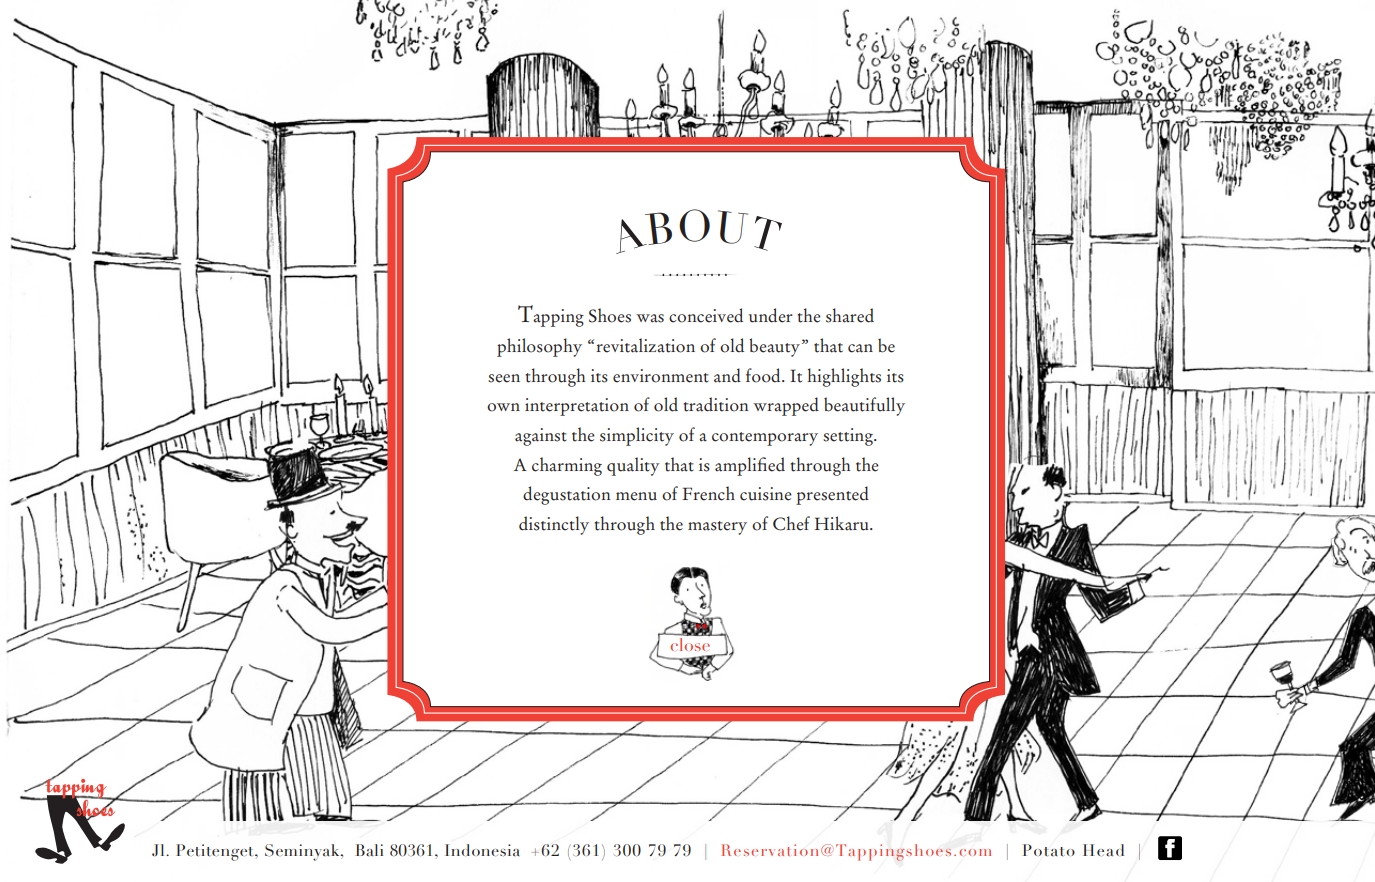 ABOUT
Tapping Shoes was conceived under the shared
philosophy “revitalization of old beauty” that can be
seen through its environment and food. It highlights its
own interpretation of old tradition wrapped beautifully
against the simplicity of a contemporary setting.
A charming quality that is amplified through the
degustation menu of French cuisine presented
distinctly through the mastery of Chef Hikaru.
close
tapping
shoes
Jl. Petitenget, Seminyak, Bali 80361, Indonesia +62 (361) 300 79 79 | Reservation@Tappingshoes.com | Potato Head | f